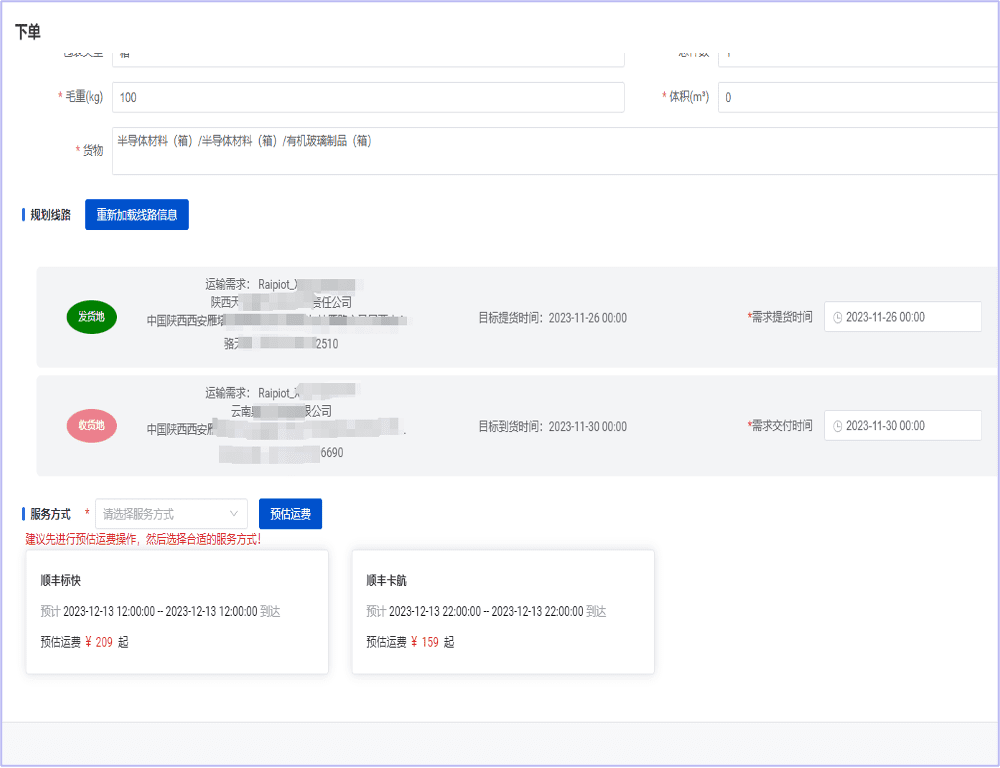 下单
* 毛重(kg) 100 * 体积(m³) 0
* 货物 半导体材料（箱）/半导体材料（箱）/有机玻璃制品（箱）
规划线路 重新加载线路信息
运输需求： Raipiot_
陕西天 责任公司
发货地 中国陕西西安雁塔 目标提货时间：2023-11-26 00:00 *需求提货时间 2023-11-26 00:00
骆 2510
运输需求： Raipiot_
云南 限公司
收货地 中国陕西西安雁 目标到货时间：2023-11-30 00:00 *需求交付时间 2023-11-30 00:00
6690
服务方式 * 请选择服务方式 预估运费
建议先进行预估运费操作，然后选择合适的服务方式！
顺丰标快 顺丰卡航
预计 2023-12-13 12:00:00 -- 2023-12-13 12:00:00 到达 预计 2023-12-13 22:00:00 -- 2023-12-13 22:00:00 到达
预估运费 ¥ 209 起 预估运费 ¥ 159 起